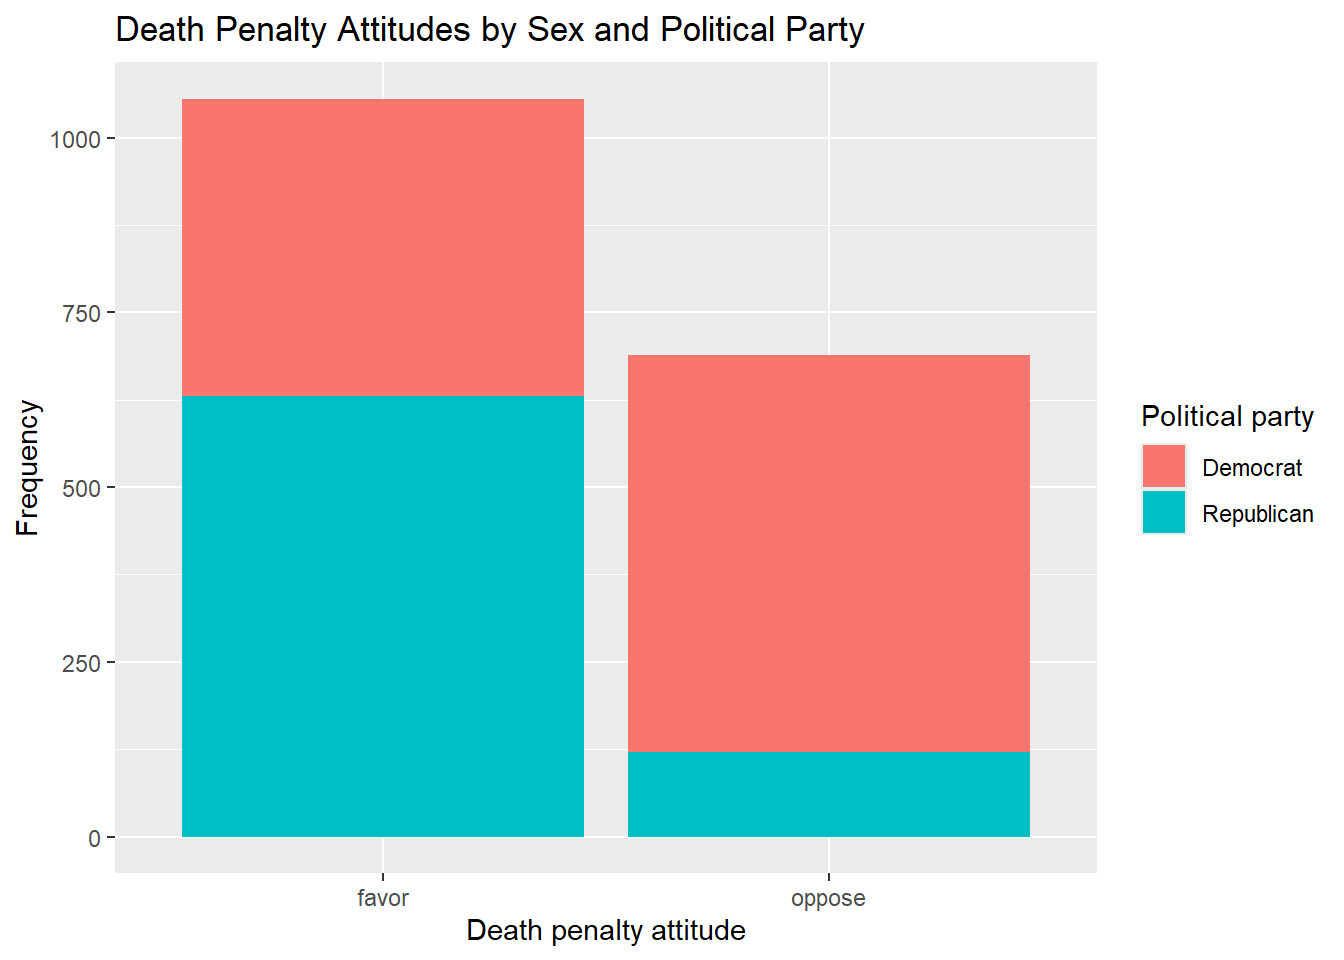 Death Penalty Attitudes by Sex and Political Party
1000
750
500
250
0
Frequency
favor
oppose
Death penalty attitude
Political party
Democrat
Republican